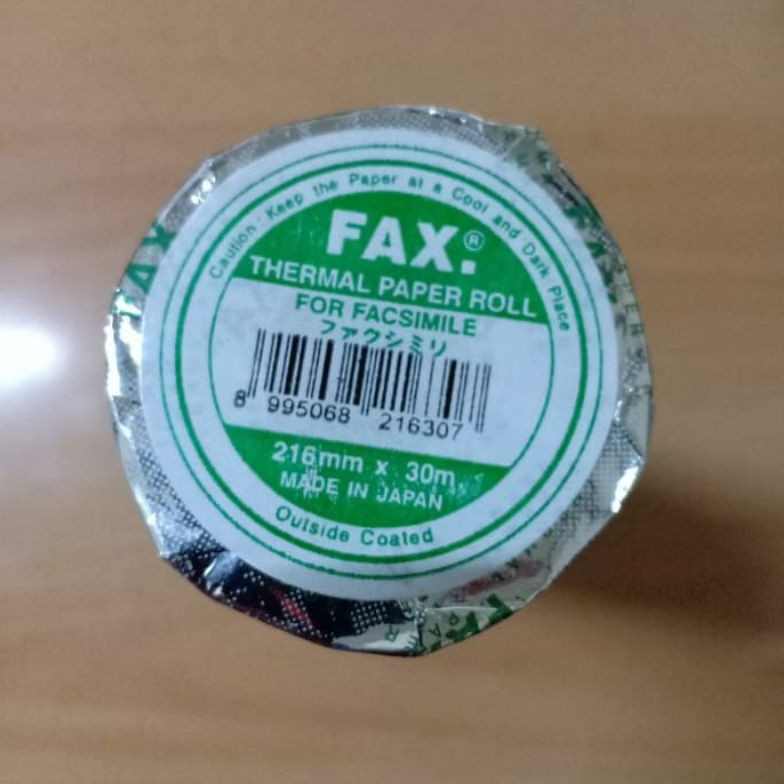 Caution : Keep the Paper at a Cool and Dark Place
FAX.®
THERMAL PAPER ROLL
FOR FACSIMILE
ファクシミリ
8 995068 216307
216mm x 30m
MADE IN JAPAN
Outside Coated
FAX